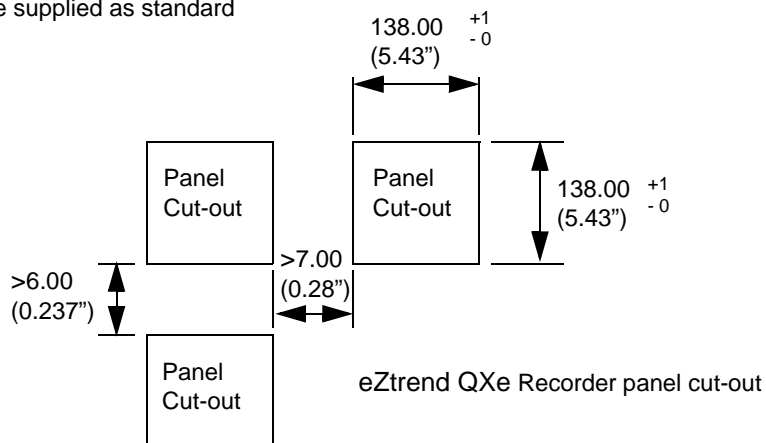 e supplied as standard
138.00 +1
- 0
(5.43”)
Panel
Cut-out
Panel
Cut-out
138.00 +1
- 0
(5.43”)
>7.00
(0.28”)
>6.00
(0.237”)
Panel
Cut-out
eZtrend QXe Recorder panel cut-out